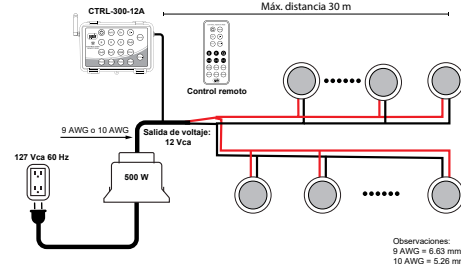 CTRL-300-12A
Máx. distancia 30 m
Control remoto
9 AWG o 10 AWG
Salida de voltaje:
12 Vca
127 Vca 60 Hz
500 W
Observaciones:
9 AWG = 6.63 mm
10 AWG = 5.26 mm